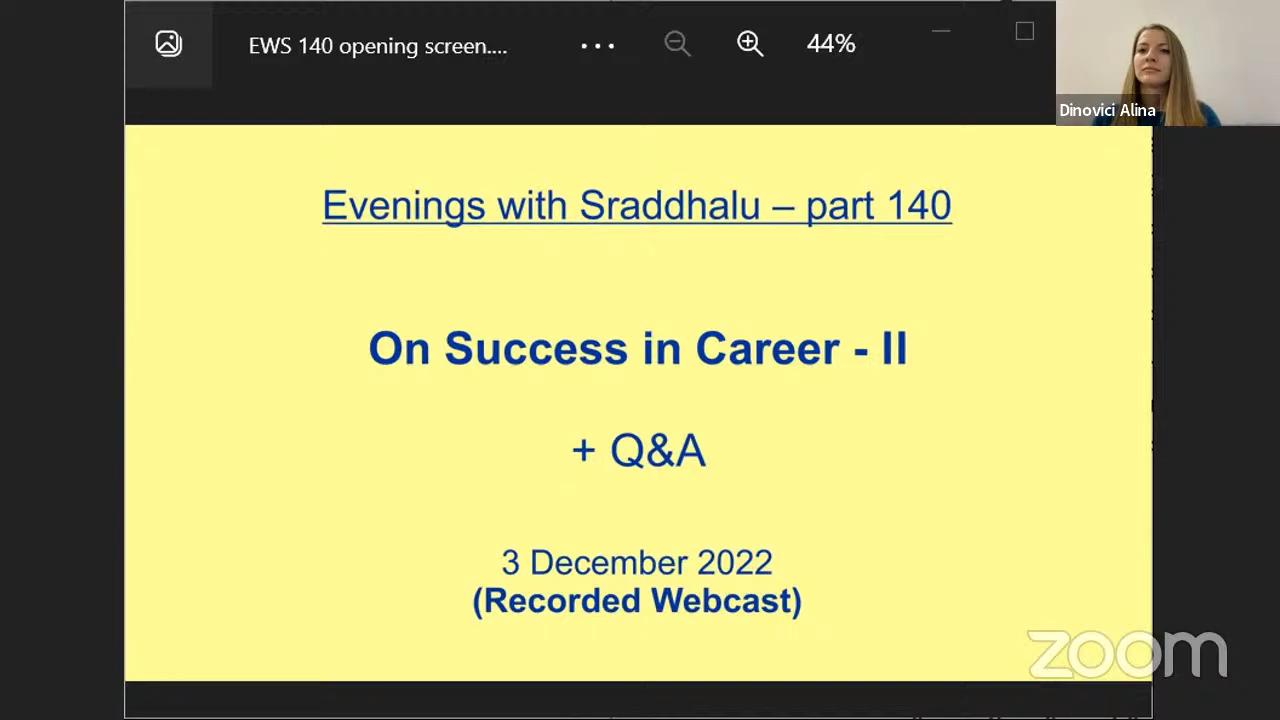 EWS 140 opening screen....
44%
Dinovici Alina
Evenings with Sraddhalu – part 140
On Success in Career - II
+ Q&A
3 December 2022
(Recorded Webcast)
zoom